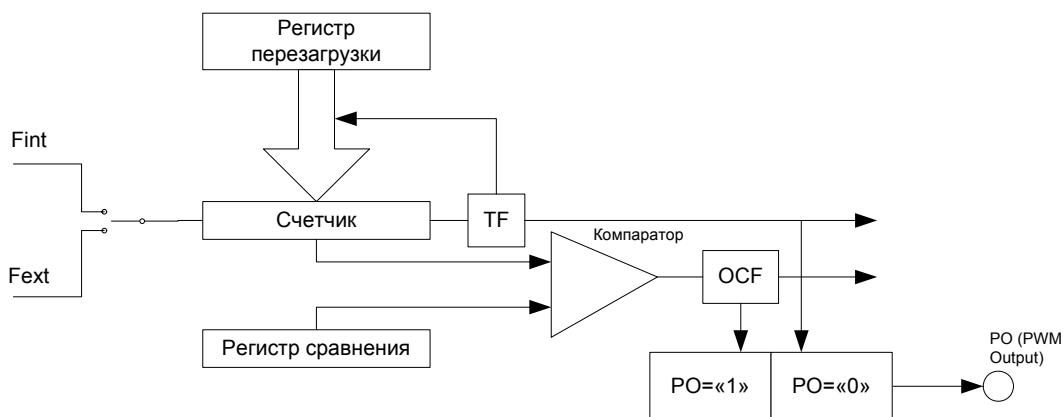 Регистр
перезагрузки
Fint
Счетчик
TF
Компаратор
Fext
OCF
Регистр сравнения
PO (PWM
Output)
PO=«1»
PO=«0»